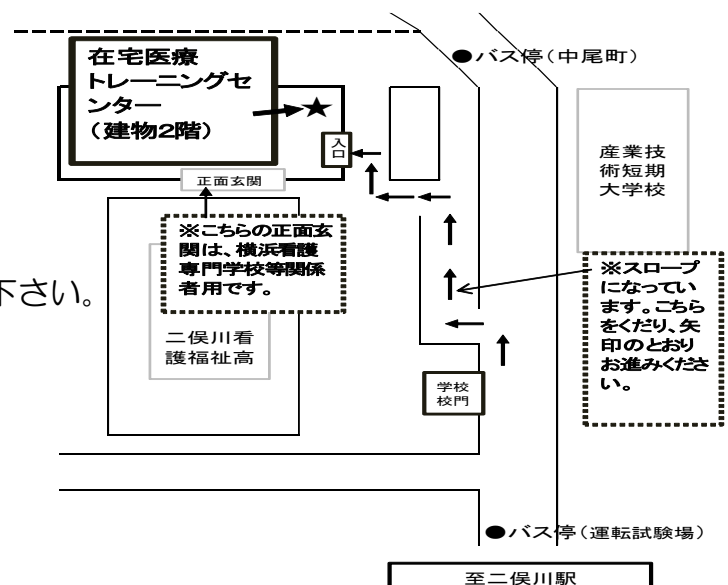 ●バス停(中尾町)
在宅医療
トレーニングセ
ンター
(建物2階)
★
入
口
正面玄関
産業技
術短期
大学校
※こちらの正面玄
関は、横浜看護
専門学校等関係
者用です。
下さい。
※スロープ
になってい
ます。こちら
をくだり、矢
印のとおり
お進みくださ
い。
二俣川看
護福祉高
学校
校門
●バス停(運転試験場)
至二俣川駅